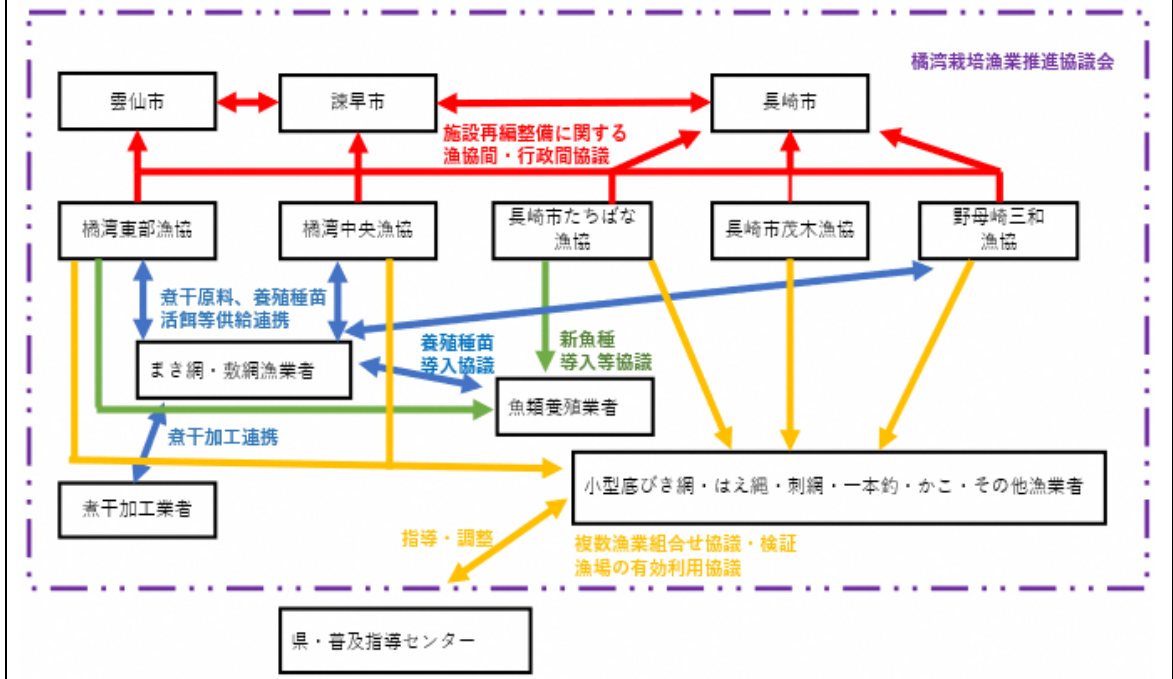 橘湾栽培漁業推進協議会
雲仙市
諫早市
長崎市
施設再編整備に関する
漁協間・行政間協議
橘湾東部漁協
橘湾中央漁協
長崎市たちばな
漁協
長崎市茂木漁協
野母崎三和
漁協
煮干原料、養殖種苗
活餌等供給連携
養殖種苗
導入協議
新魚種
導入等協議
まき網・敷網漁業者
魚類養殖業者
煮干加工連携
煮干加工業者
小型底びき網・はえ縄・刺網・一本釣・かご・その他漁業者
指導・調整
複数漁業組合せ協議・検証
漁場の有効利用協議
県・普及指導センター